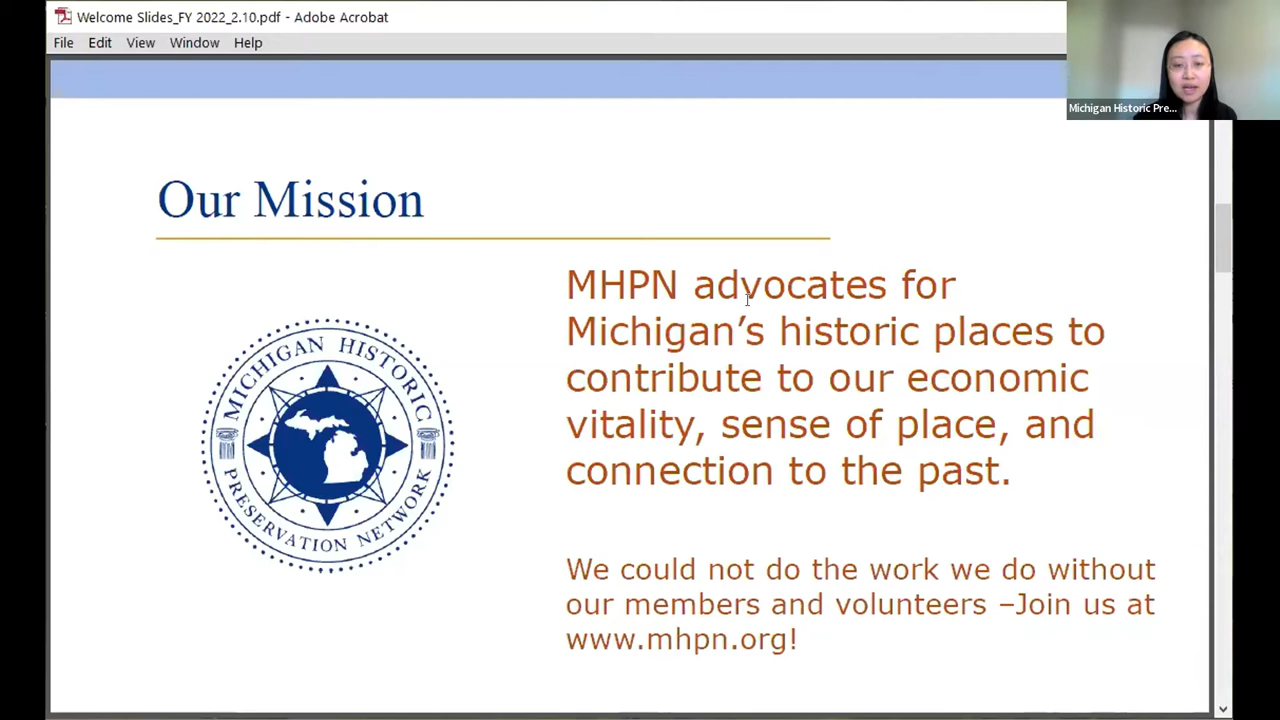 Welcome Slides_FY 2022_2.10.pdf - Adobe Acrobat
File Edit View Window Help
Michigan Historic Pre...
Our Mission
MHPN advocates for
Michigan’s historic places to
contribute to our economic
vitality, sense of place, and
connection to the past.
MICHIGAN HISTORIC
PRESERVATION NETWORK
We could not do the work we do without
our members and volunteers –Join us at
www.mhpn.org!